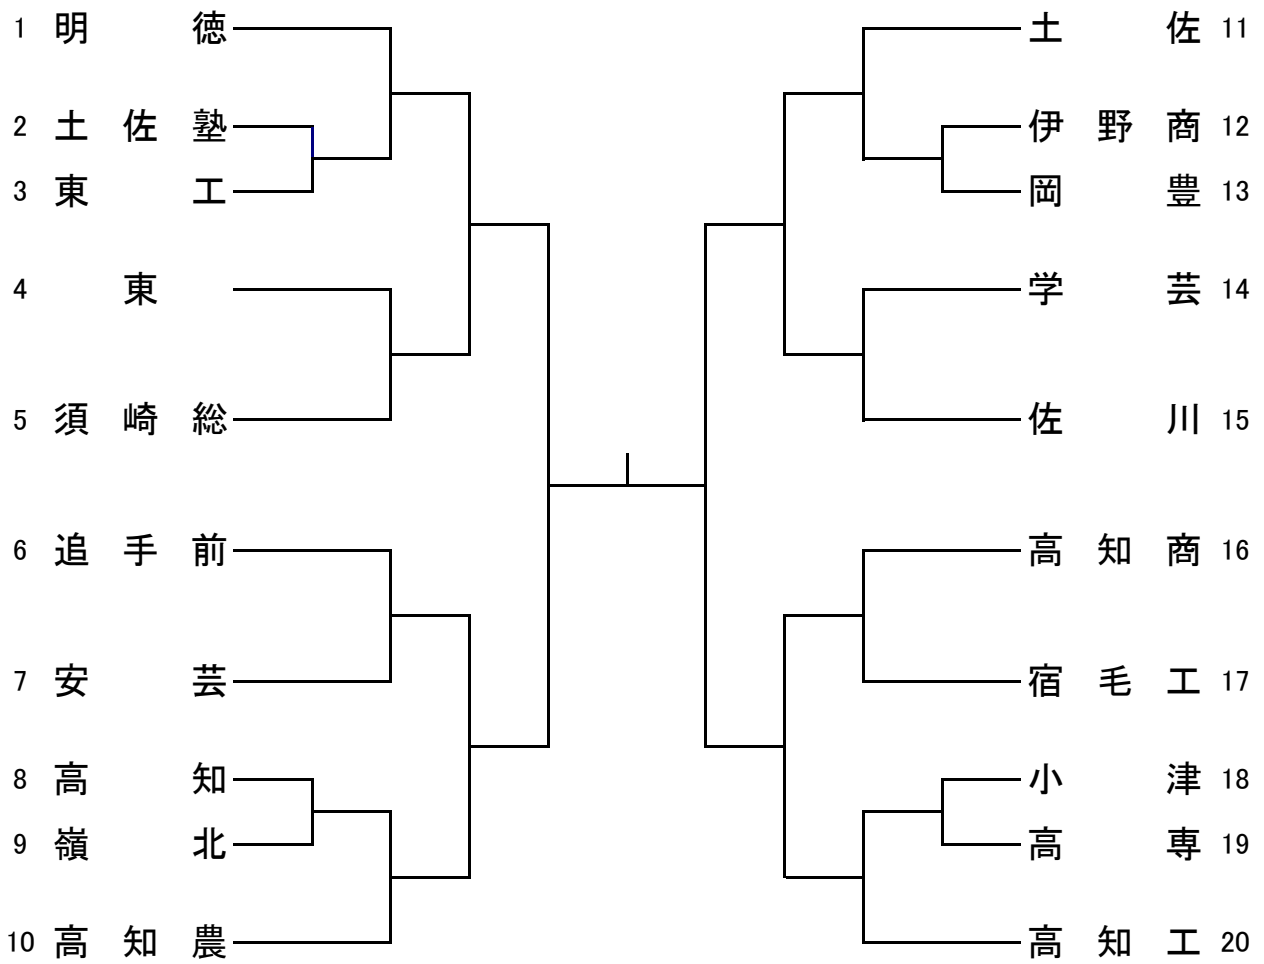 1 明徳
2 土佐塾
3 東工
4 東
5 須崎総
6 追手前
7 安芸
8 高知
9 嶺北
10 高知農
土佐 11
伊野商 12
岡豊 13
学芸 14
佐川 15
高知商 16
宿毛工 17
小津 18
高専 19
高知工 20